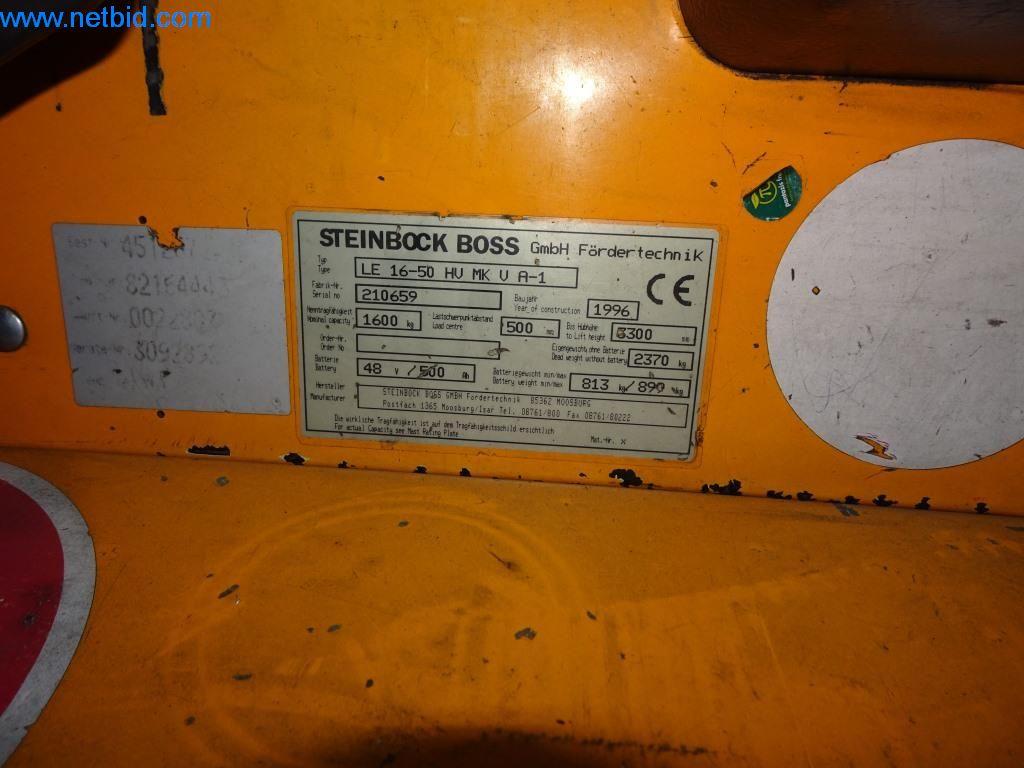 www.netbid.com
STEINBOCK BOSS GmbH Fördertechnik
Typ
Type LE 16-50 HV MK V A-1
Fabrik-Nr.
Serial no 210659
Baujahr
Year of construction 1996
Nenntragfähigkeit
Nominal capacity 1600 kg
Lastschwerpunktabstand
Load centre 500 mm
Bis Hubhöhe
to Lift height 3300 mm
Order-Nr.
Order No
Eigengewicht ohne Batterie
Dead weight without battery 2370 kg
Batterie
Battery 48 V / 500 Ah
Batteriegewicht min/max
Battery weight min/max 813 kg / 899 kg
Hersteller
Manufacturer
STEINBOCK BOSS GMBH Fördertechnik 85362 MOOSBURG
Postfach 1365 Moosburg/Isar Tel. 08761/800 Fax 08761/80222
Die wirkliche Tragfähigkeit ist auf dem Tragfähigkeitsschild ersichtlich
For actual Capacity see Mast Rating Plate
Mat.-Nr. X
CE